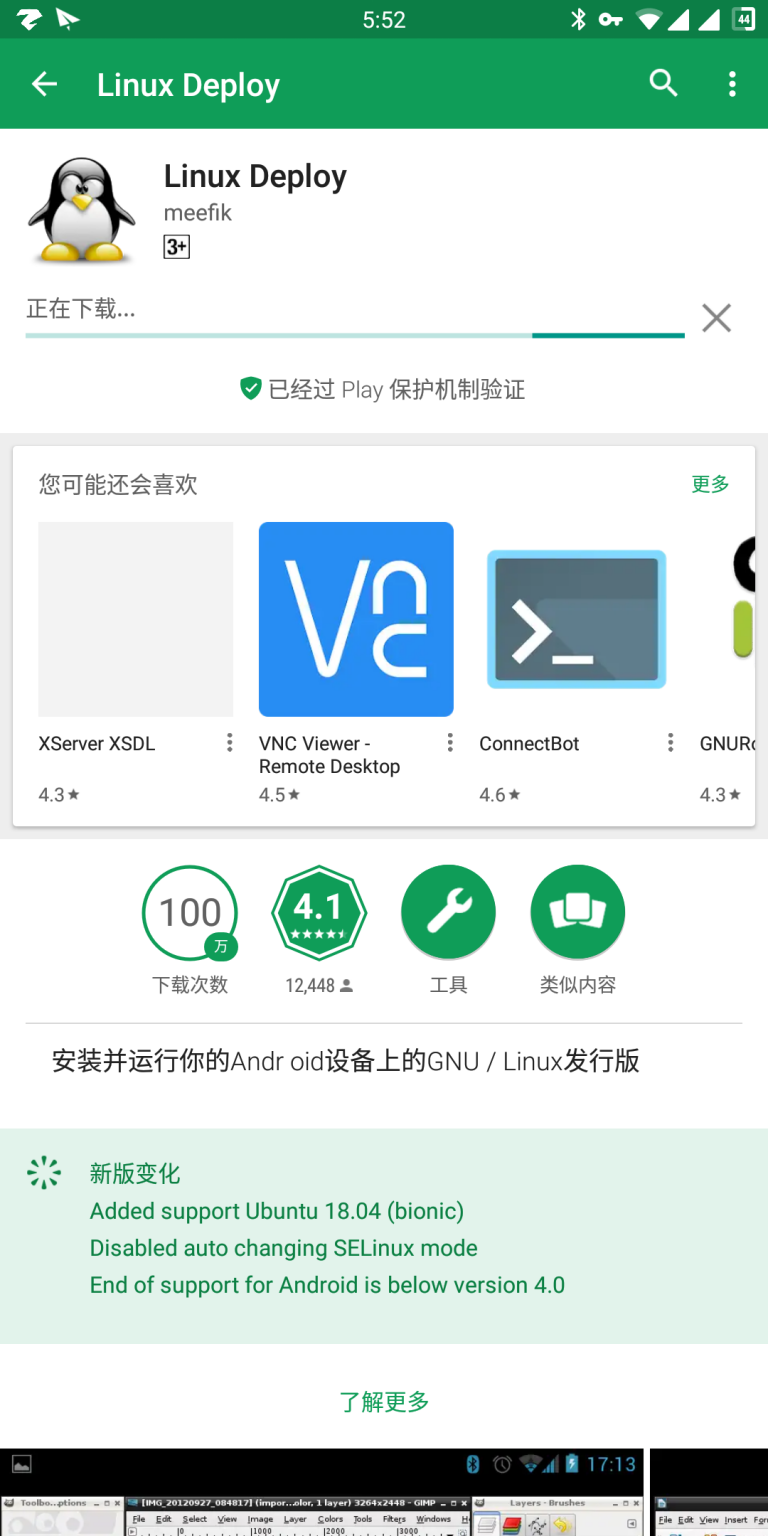 5:52
44
Linux Deploy
Linux Deploy
meefik
3+
正在下载...
已经过 Play 保护机制验证
您可能还会喜欢
更多
XServer XSDL
VNC Viewer -
Remote Desktop
ConnectBot
GNURo
4.3★
4.5★
4.6★
4.3★
100
万
4.1
下载次数
12,448
工具
类似内容
安装并运行你的Andr oid设备上的GNU / Linux发行版
新版变化
Added support Ubuntu 18.04 (bionic)
Disabled auto changing SELinux mode
End of support for Android is below version 4.0
了解更多
17:13
Toolbo...ptions
[IMG_20120927_084817] (impor...olor, 1 layer) 3264x2448 - GIMP
Layers - Brushes
File Edit Select View Image Layer Colors Tools Filters Windows H
File Edit View Insert For
0 1000 2000 3000